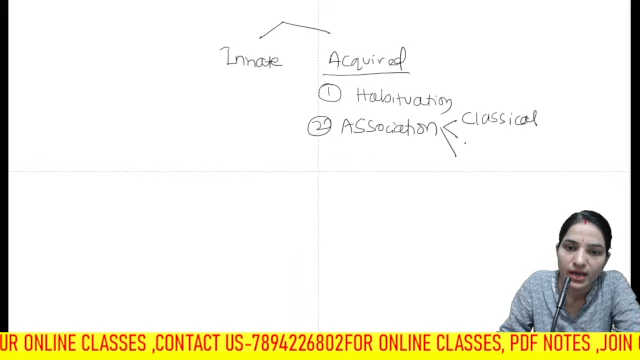 Innate Acquired
① Habituation
② Association Classical
UR ONLINE CLASSES ,CONTACT US-7894226802FOR ONLINE CLASSES, PDF NOTES ,JOIN